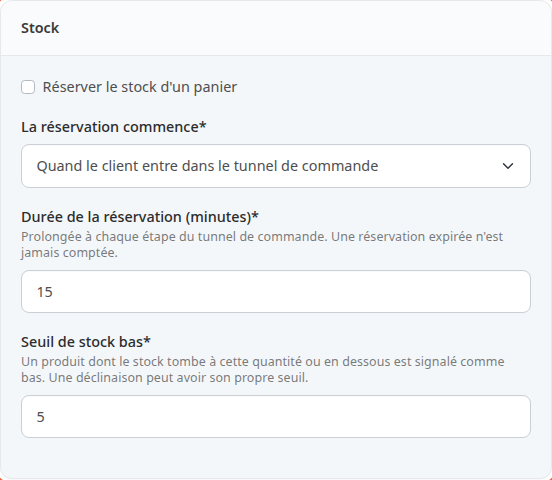 Stock
Réserver le stock d'un panier
La réservation commence*
Quand le client entre dans le tunnel de commande
Durée de la réservation (minutes)*
Prolongée à chaque étape du tunnel de commande. Une réservation expirée n'est
jamais comptée.
15
Seuil de stock bas*
Un produit dont le stock tombe à cette quantité ou en dessous est signalé comme
bas. Une déclinaison peut avoir son propre seuil.
5